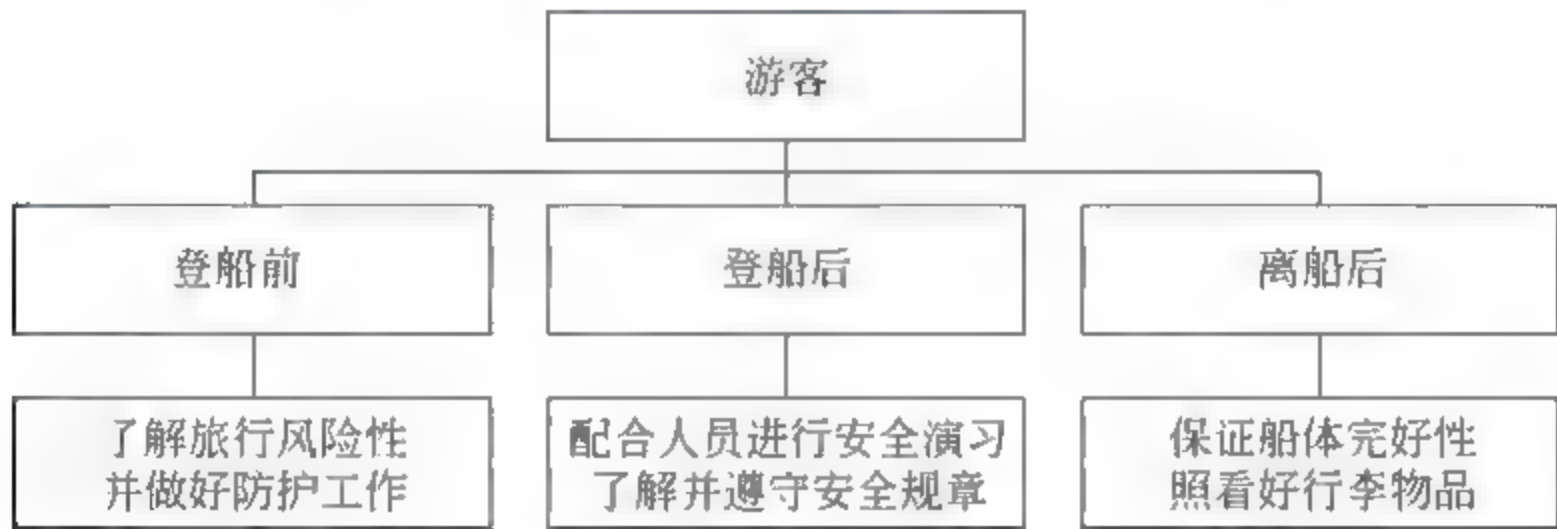 游客
登船前
登船后
离船后
了解旅行风险性
并做好防护工作
配合人员进行安全演习
了解并遵守安全规章
保证船体完好性
照看好行李物品